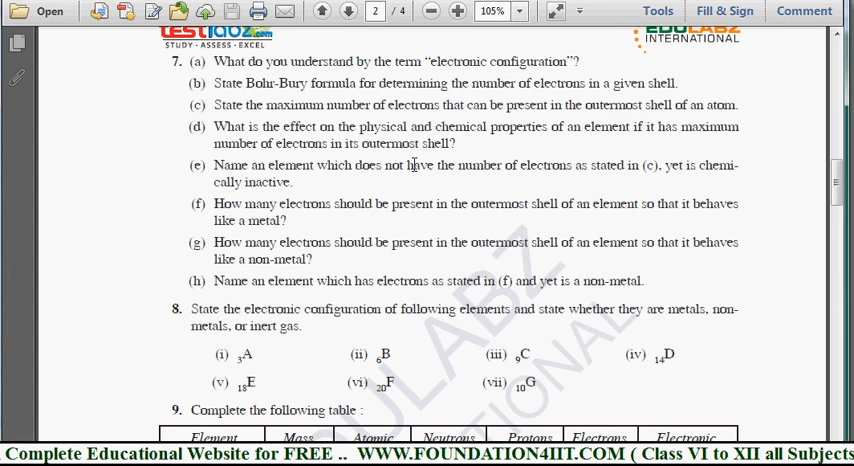 Open 2 / 4 105% Tools Fill & Sign Comment
testlabz.com EDULABZ
STUDY - ASSESS - EXCEL INTERNATIONAL
7. (a) What do you understand by the term “electronic configuration”?
(b) State Bohr-Bury formula for determining the number of electrons in a given shell.
(c) State the maximum number of electrons that can be present in the outermost shell of an atom.
(d) What is the effect on the physical and chemical properties of an element if it has maximum
number of electrons in its outermost shell?
(e) Name an element which does not have the number of electrons as stated in (c), yet is chemi-
cally inactive.
(f) How many electrons should be present in the outermost shell of an element so that it behaves
like a metal?
(g) How many electrons should be present in the outermost shell of an element so that it behaves
like a non-metal?
(h) Name an element which has electrons as stated in (f) and yet is a non-metal.
8. State the electronic configuration of following elements and state whether they are metals, non-
metals, or inert gas.
(i) ₃A (ii) ₆B (iii) ₉C (iv) ₁₄D
(v) ₁₈E (vi) ₂₀F (vii) ₁₀G
9. Complete the following table :
Element Mass Atomic Neutrons Protons Electrons Electronic
EDULABZ
INTERNATIONAL
Complete Educational Website for FREE .. WWW.FOUNDATION4IIT.COM ( Class VI to XII all Subjects